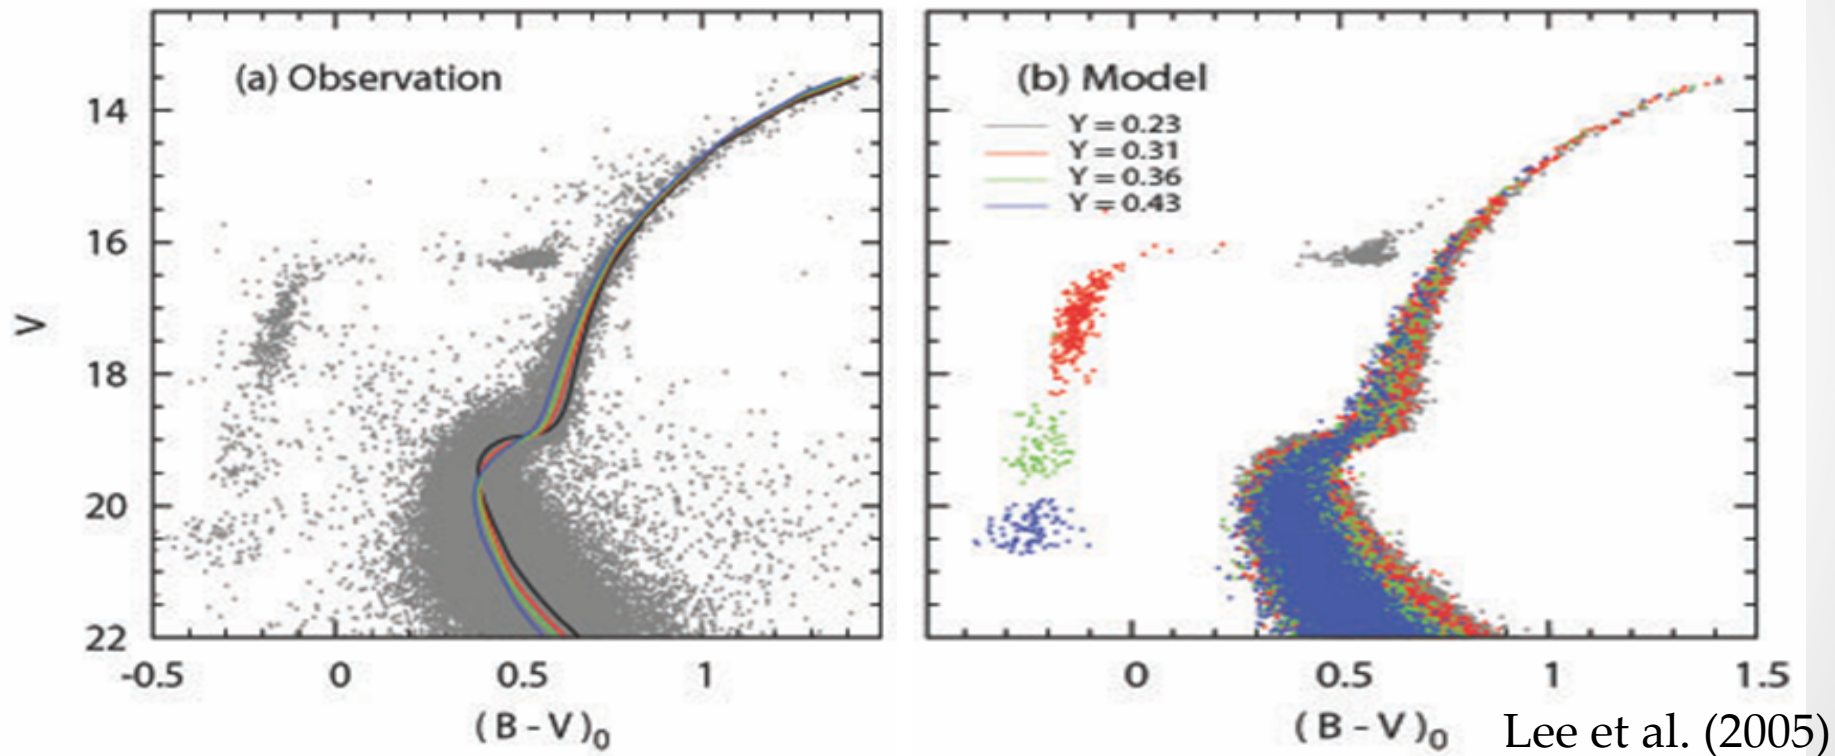 (a) Observation
(b) Model
Y = 0.23
Y = 0.31
Y = 0.36
Y = 0.43
14
16
18
20
22
V
-0.5
0
0.5
1
0
0.5
1
1.5
(B-V)0
(B-V)0
Lee et al. (2005)